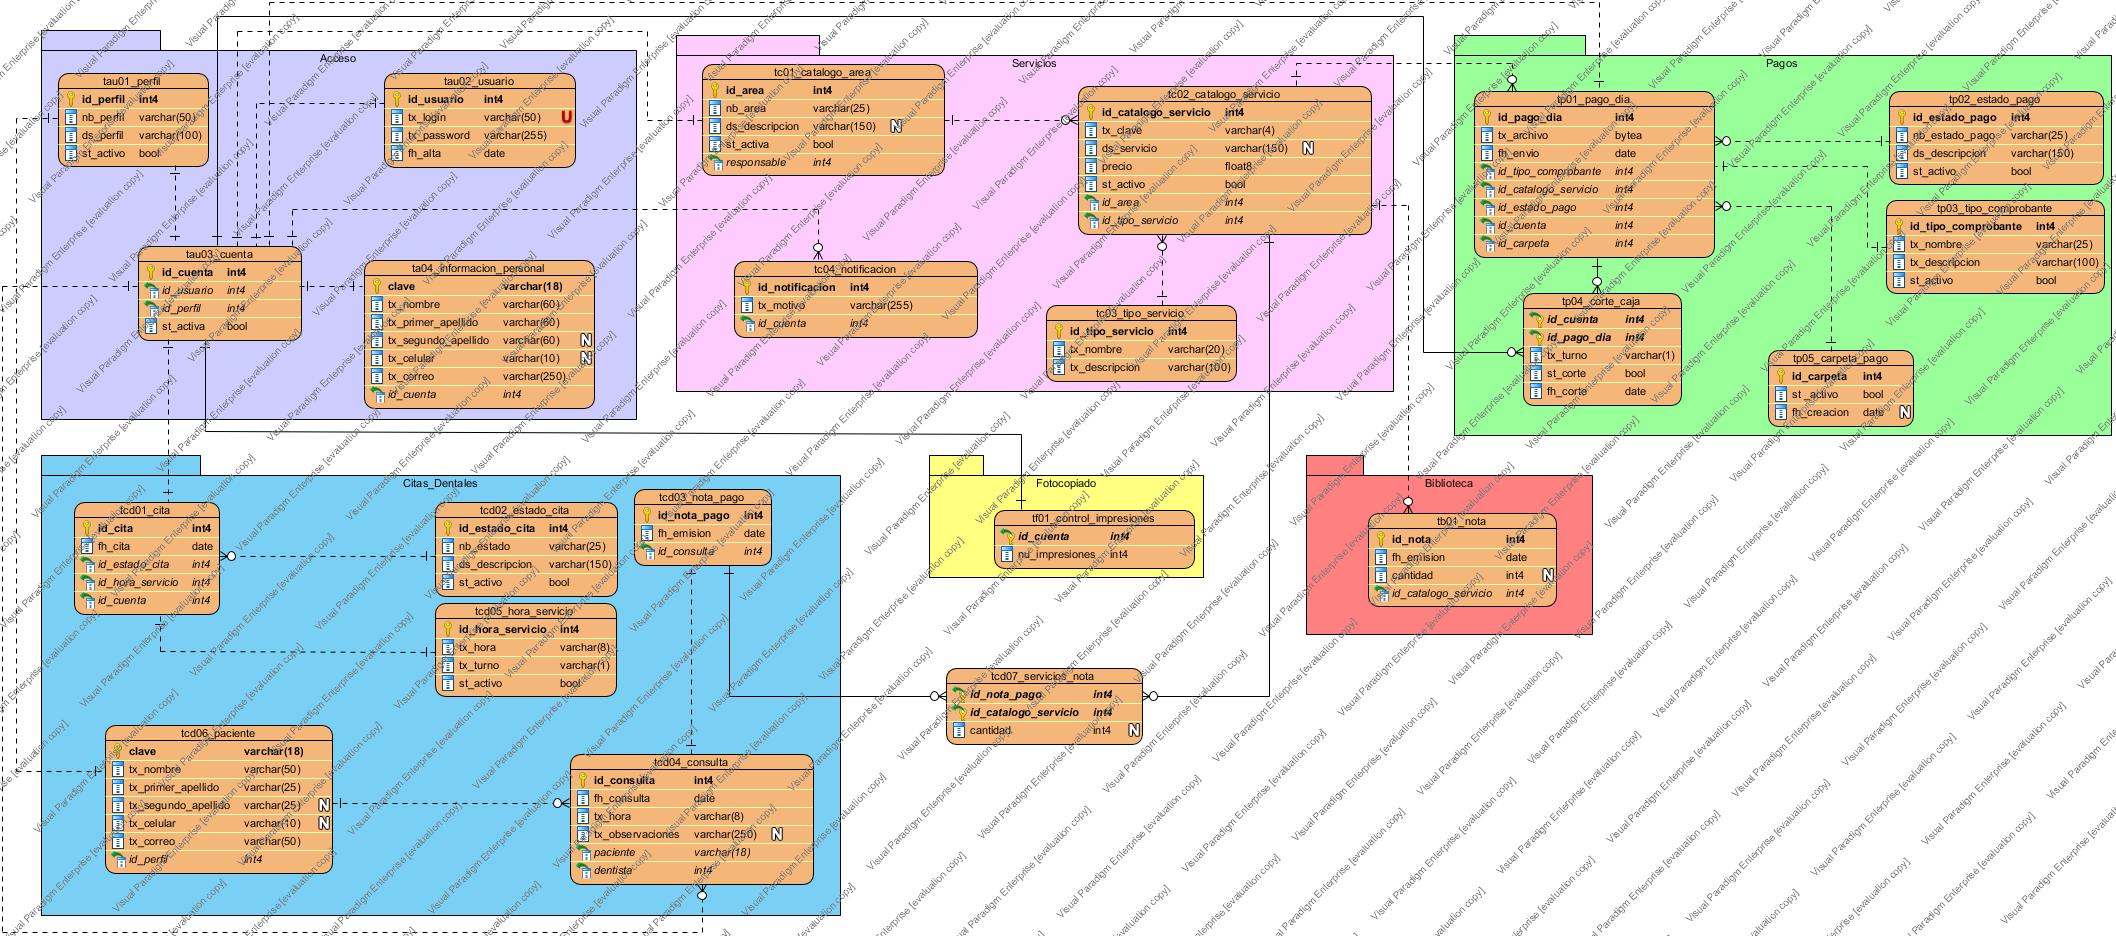 Acceso
tau01_perfil
id_perfil int4
nb_perfil varchar(50)
ds_perfil varchar(100)
st_activo bool
tau02_usuario
id_usuario int4
tx_login varchar(50) U
tx_password varchar(255)
fh_alta date
tau03_cuenta
id_cuenta int4
id_usuario int4
id_perfil int4
st_activa bool
ta04_informacion_personal
clave varchar(18)
tx_nombre varchar(60)
tx_primer_apellido varchar(60)
tx_segundo_apellido varchar(60) N
tx_celular varchar(10) N
tx_correo varchar(250)
id_cuenta int4
Servicios
tc01_catalogo_area
id_area int4
nb_area varchar(25)
ds_descripcion varchar(150) N
st_activa bool
responsable int4
tc02_catalogo_servicio
id_catalogo_servicio int4
tx_clave varchar(4)
ds_servicio varchar(150) N
precio float8
st_activo bool
id_area int4
id_tipo_servicio int4
tc04_notificacion
id_notificacion int4
tx_motivo varchar(255)
id_cuenta int4
tc03_tipo_servicio
id_tipo_servicio int4
tx_nombre varchar(20)
tx_descripcion varchar(100)
Pagos
tp01_pago_dia
id_pago_dia int4
tx_archivo bytea
fh_envio date
id_tipo_comprobante int4
id_catalogo_servicio int4
id_estado_pago int4
id_cuenta int4
id_carpeta int4
tp02_estado_pago
id_estado_pago int4
nb_estado_pago varchar(25)
ds_descripcion varchar(150)
st_activo bool
tp03_tipo_comprobante
id_tipo_comprobante int4
tx_nombre varchar(25)
tx_descripcion varchar(100)
st_activo bool
tp04_corte_caja
id_cuenta int4
id_pago_dia int4
tx_turno varchar(1)
st_corte bool
fh_corte date
tp05_carpeta_pago
id_carpeta int4
st_activo bool
fh_creacion date N
Citas_Dentales
tcd01_cita
id_cita int4
fh_cita date
id_estado_cita int4
id_hora_servicio int4
id_cuenta int4
tcd02_estado_cita
id_estado_cita int4
nb_estado varchar(25)
ds_descripcion varchar(150)
st_activo bool
tcd03_nota_pago
id_nota_pago int4
fh_emision date
id_consulta int4
tcd05_hora_servicio
id_hora_servicio int4
tx_hora varchar(8)
tx_turno varchar(1)
st_activo bool
tcd06_paciente
clave varchar(18)
tx_nombre varchar(50)
tx_primer_apellido varchar(25)
tx_segundo_apellido varchar(25) N
tx_celular varchar(10) N
tx_correo varchar(50)
id_perfil int4
tcd04_consulta
id_consulta int4
fh_consulta date
tx_hora varchar(8)
tx_observaciones varchar(250) N
paciente varchar(18)
dentista int4
Fotocopiado
tf01_control_impresiones
id_cuenta int4
nu_impresiones int4
Biblioteca
tb01_nota
id_nota int4
fh_emision date
cantidad int4 N
id_catalogo_servicio int4
tcd07_servicios_nota
id_nota_pago int4
id_catalogo_servicio int4
cantidad int4 N
Visual Paradigm Enterprise [evaluation copy]